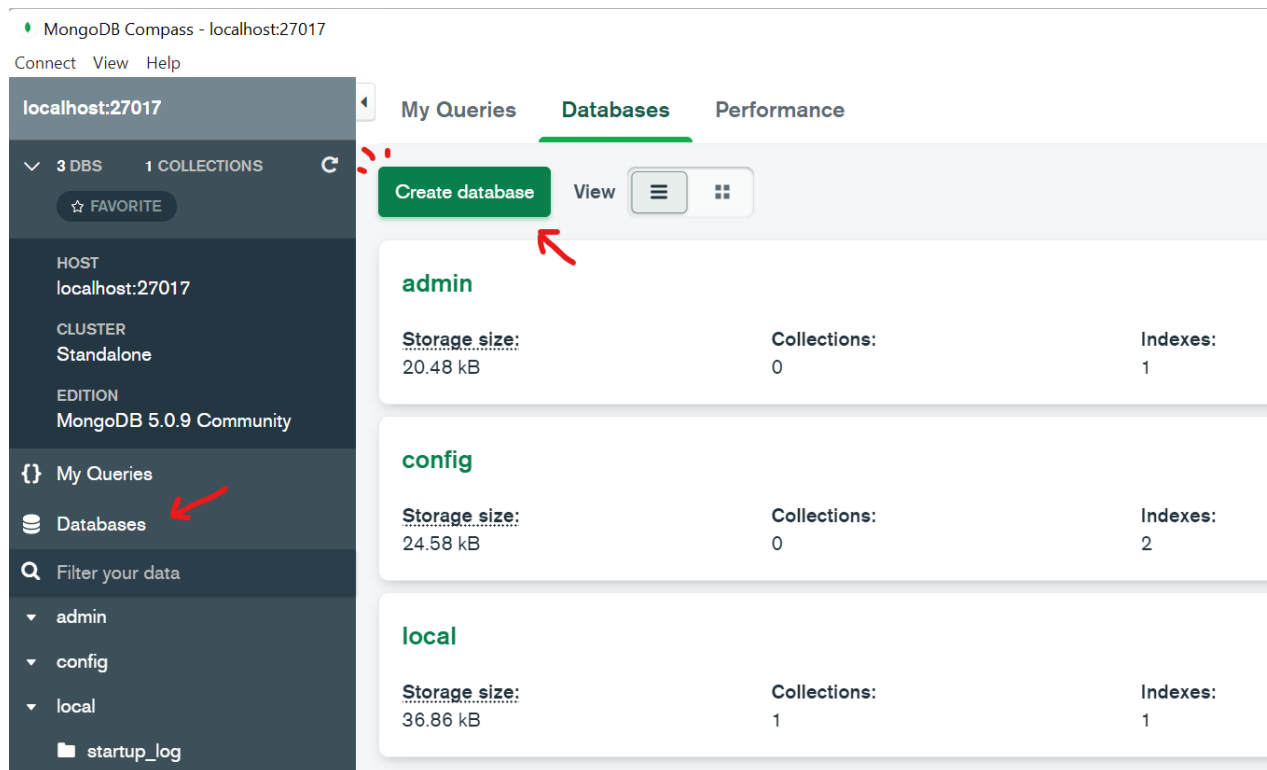 MongoDB Compass - localhost:27017
Connect View Help
localhost:27017
My Queries Databases Performance
3 DBS 1 COLLECTIONS
FAVORITE
Create database View
HOST
localhost:27017
CLUSTER
Standalone
EDITION
MongoDB 5.0.9 Community
{} My Queries
Databases
Filter your data
admin
config
local
startup_log
admin
Storage size: Collections: Indexes:
20.48 kB 0 1
config
Storage size: Collections: Indexes:
24.58 kB 0 2
local
Storage size: Collections: Indexes:
36.86 kB 1 1